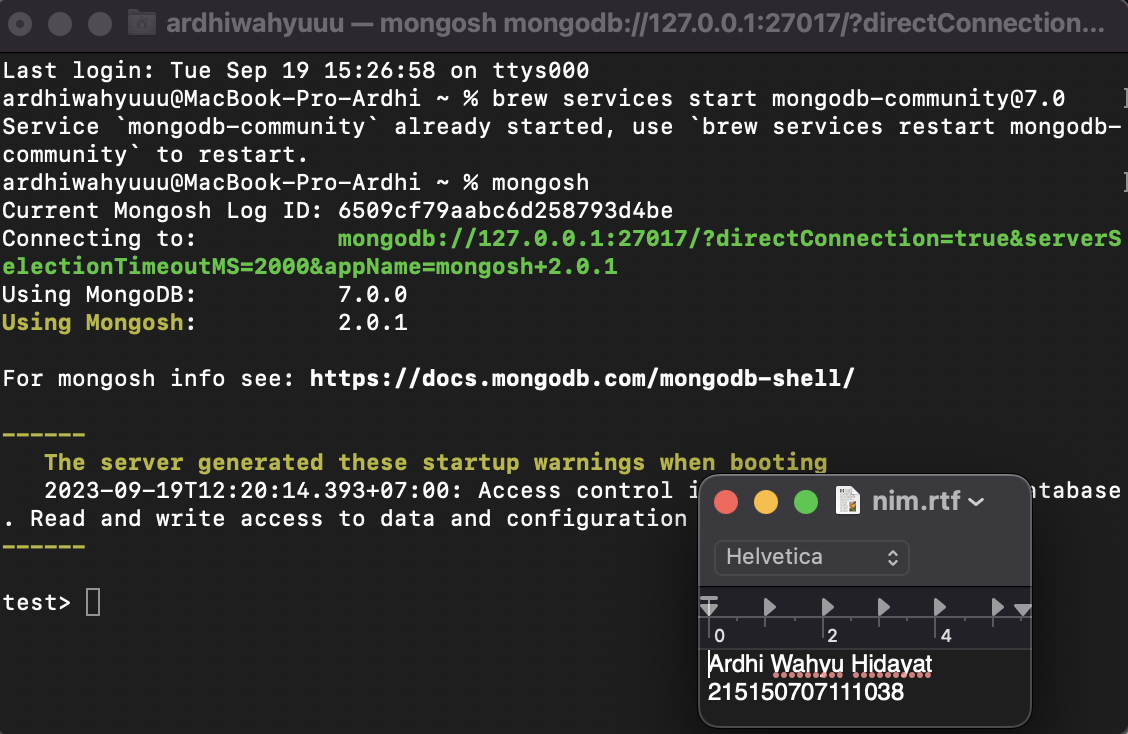 ardhiwahyuuu — mongosh mongodb://127.0.0.1:27017/?directConnection...
Last login: Tue Sep 19 15:26:58 on ttys000
ardhiwahyuuu@MacBook-Pro-Ardhi ~ % brew services start mongodb-community@7.0
Service `mongodb-community` already started, use `brew services restart mongodb-
community` to restart.
ardhiwahyuuu@MacBook-Pro-Ardhi ~ % mongosh
Current Mongosh Log ID: 6509cf79aabc6d258793d4be
Connecting to: mongodb://127.0.0.1:27017/?directConnection=true&serverS
electionTimeoutMS=2000&appName=mongosh+2.0.1
Using MongoDB: 7.0.0
Using Mongosh: 2.0.1
For mongosh info see: https://docs.mongodb.com/mongodb-shell/
------
The server generated these startup warnings when booting
2023-09-19T12:20:14.393+07:00: Access control
. Read and write access to data and configuration
------
test>
nim.rtf
Helvetica
0 2 4
Ardhi Wahyu Hidayat
215150707111038